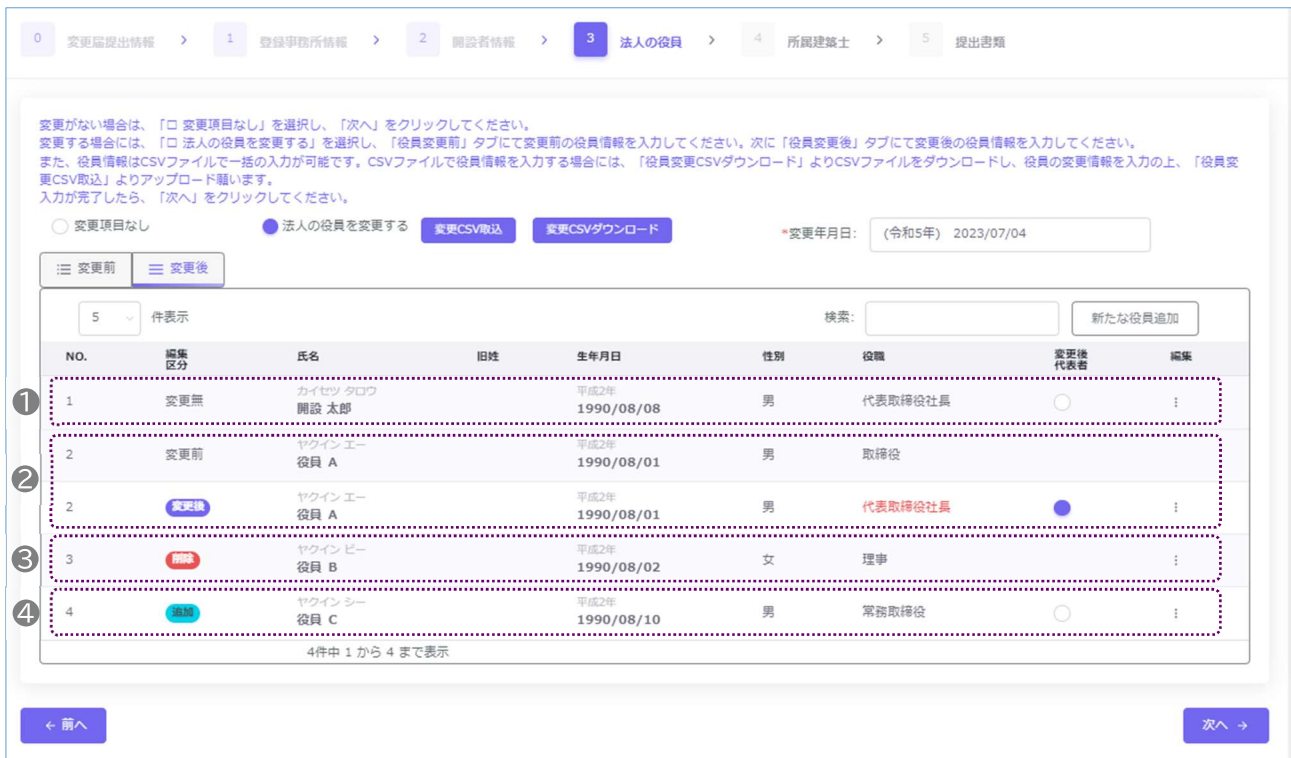 0 変更届提出情報 > 1 登録事務所情報 > 2 開設者情報 > 3 法人の役員 > 4 所属建築士 > 5 提出書類
変更がない場合は、「□ 変更項目なし」を選択し、「次へ」をクリックしてください。
変更する場合には、「□ 法人の役員を変更する」を選択し、「役員変更前」タブにて変更前の役員情報を入力してください。次に「役員変更後」タブにて変更後の役員情報を入力してください。
また、役員情報はCSVファイルで一括の入力が可能です。CSVファイルで役員情報を入力する場合には、「役員変更CSVダウンロード」よりCSVファイルをダウンロードし、役員の変更情報を入力の上、「役員変
更CSV取込」よりアップロード願います。
入力が完了したら、「次へ」をクリックしてください。
変更項目なし 法人の役員を変更する 変更CSV取込 変更CSVダウンロード *変更年月日: (令和5年) 2023/07/04
変更前 変更後
5 件表示 検索: 新たな役員追加
NO. 編集 氏名 旧姓 生年月日 性別 役職 変更後 編集
区分 代表者
カイセツ タロウ 平成2年
❶ 1 変更無 開設 太郎 1990/08/08 男 代表取締役社長
ヤクイン エー 平成2年
2 変更前 役員 A 1990/08/01 男 取締役
❷
ヤクイン エー 平成2年
2 変更後 役員 A 1990/08/01 男 代表取締役社長
ヤクイン ビー 平成2年
❸ 3 削除 役員 B 1990/08/02 女 理事
ヤクイン シー 平成2年
❹ 4 追加 役員 C 1990/08/10 男 常務取締役
4件中 1 から 4 まで表示
← 前へ 次へ →